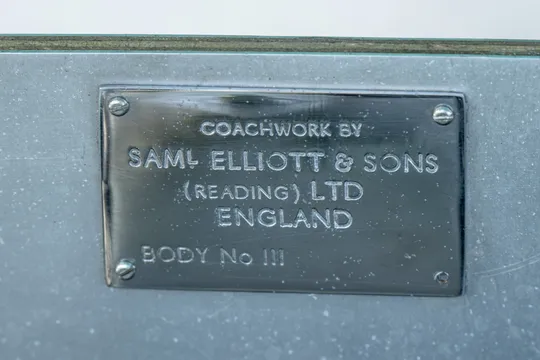 COACHWORK BY
SAML ELLIOTT & SONS
(READING) LTD
ENGLAND
BODY No 111